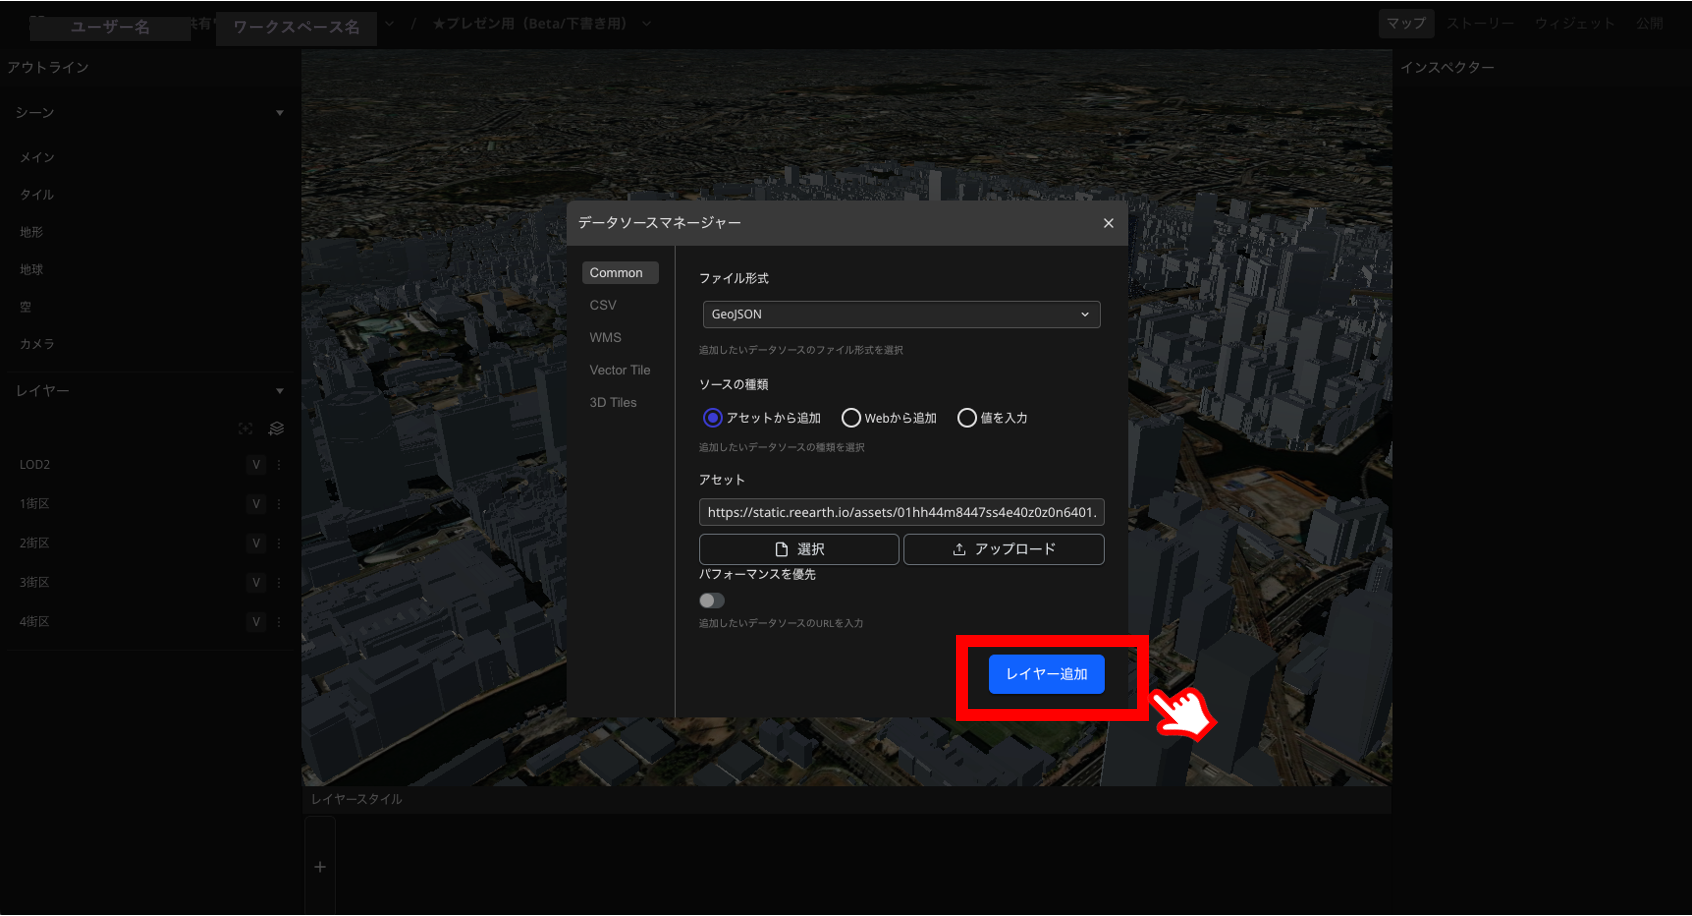 ユーザー名 共有 ワークスペース名 / ★プレゼン用（Beta/下書き用） マップ ストーリー ウィジェット 公開
アウトライン
インスペクター
シーン
メイン
タイル
地形
地球
空
カメラ
レイヤー
LOD2 V
1街区 V
2街区 V
3街区 V
4街区 V
データソースマネージャー
Common
CSV
WMS
Vector Tile
3D Tiles
ファイル形式
GeoJSON
追加したいデータソースのファイル形式を選択
ソースの種類
アセットから追加 Webから追加 値を入力
追加したいデータソースの種類を選択
アセット
https://static.reearth.io/assets/01hh44m8447ss4e40z0z0n6401.
選択 アップロード
パフォーマンスを優先
追加したいデータソースのURLを入力
レイヤー追加
レイヤースタイル
+